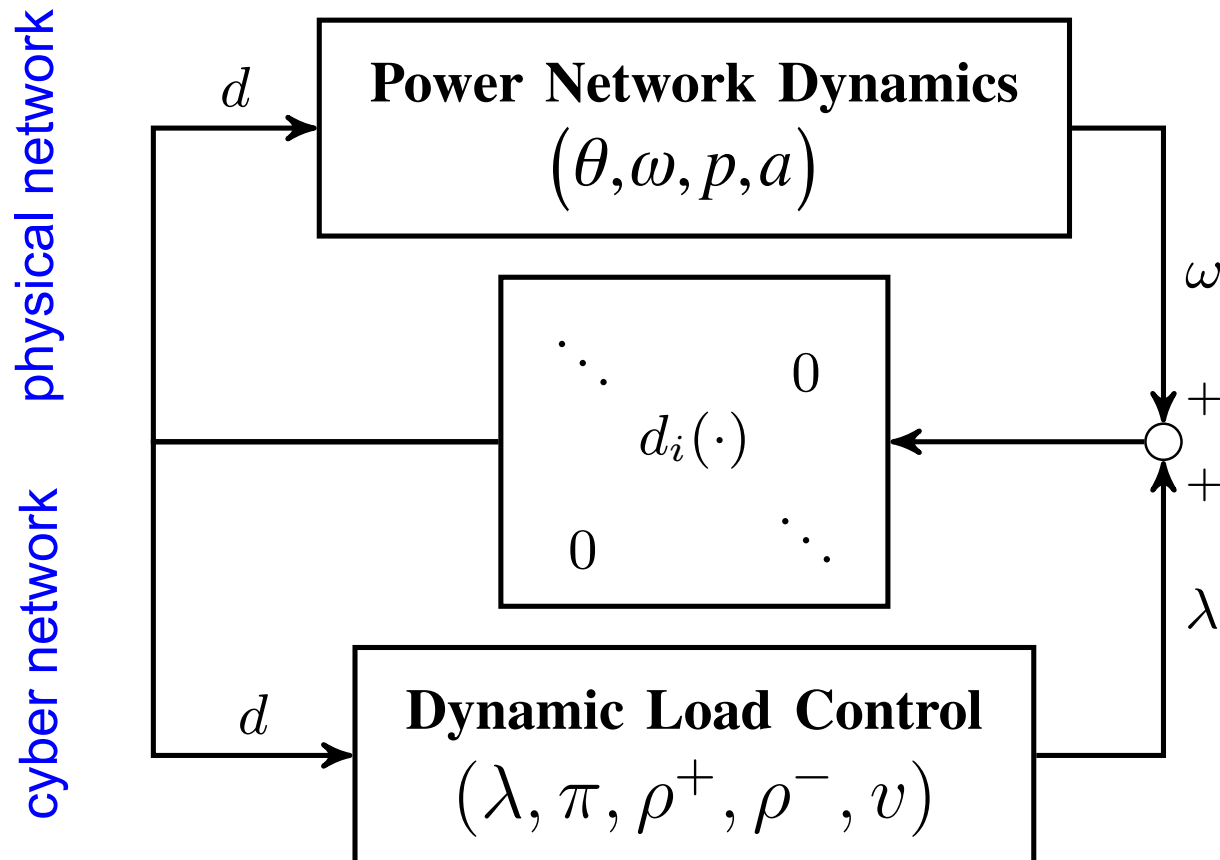 physical network
d
Power Network Dynamics
(θ,ω,p,a)
ω
⋱ 0
+
d_i(·)
+
0 ⋱
cyber network
λ
d
Dynamic Load Control
(λ, π, ρ⁺, ρ⁻, v)